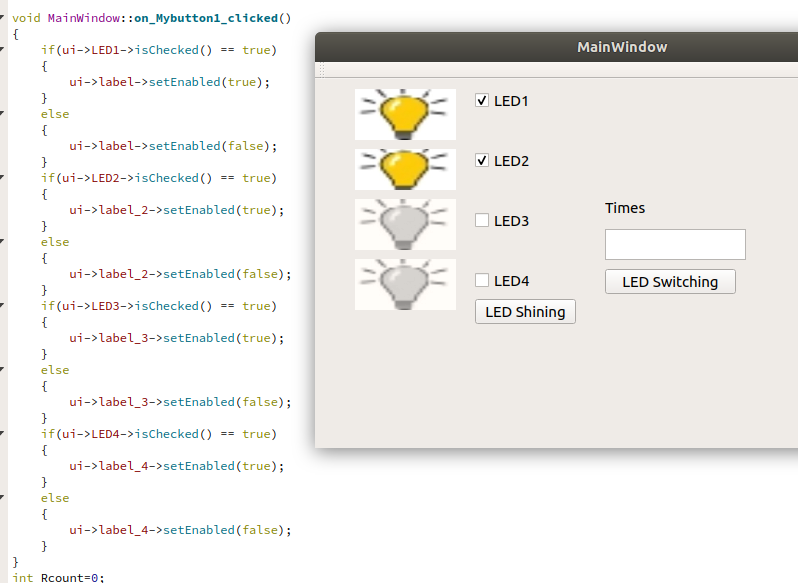 void MainWindow::on_Mybutton1_clicked()
{
    if(ui->LED1->isChecked() == true)
    {
        ui->label->setEnabled(true);
    }
    else
    {
        ui->label->setEnabled(false);
    }
    if(ui->LED2->isChecked() == true)
    {
        ui->label_2->setEnabled(true);
    }
    else
    {
        ui->label_2->setEnabled(false);
    }
    if(ui->LED3->isChecked() == true)
    {
        ui->label_3->setEnabled(true);
    }
    else
    {
        ui->label_3->setEnabled(false);
    }
    if(ui->LED4->isChecked() == true)
    {
        ui->label_4->setEnabled(true);
    }
    else
    {
        ui->label_4->setEnabled(false);
    }
}
int Rcount=0;
MainWindow
LED1
LED2
LED3
LED4
LED Shining
Times
LED Switching